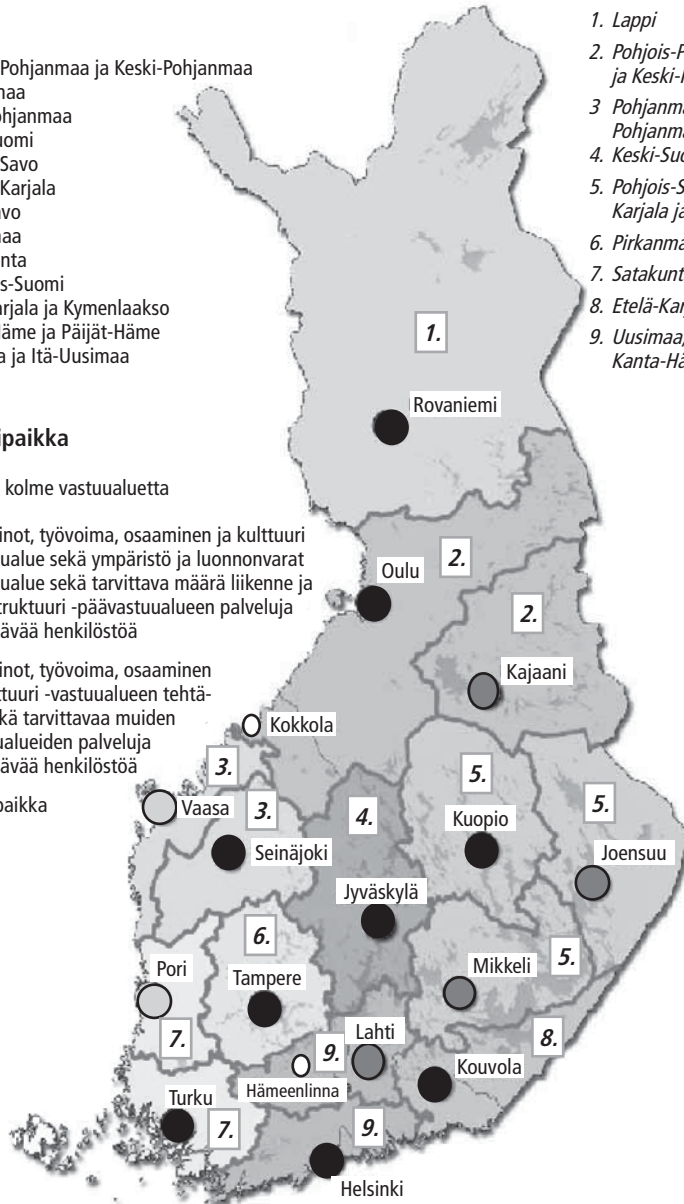 Pohjanmaa ja Keski-Pohjanmaa
maa
ohjanmaa
uomi
Savo
Karjala
avo
maa
nta
s-Suomi
arjala ja Kymenlaakso
Häme ja Päijät-Häme
a ja Itä-Uusimaa
ipaikka
kolme vastuualuetta
inot, työvoima, osaaminen ja kulttuuri
ualue sekä ympäristö ja luonnonvarat
ualue sekä tarvittava määrä liikenne ja
struktuuri -päävastuualueen palveluja
tävää henkilöstöä
inot, työvoima, osaaminen
ttuuri -vastuualueen tehtä-
kä tarvittavaa muiden
ualueiden palveluja
tävää henkilöstöä
paikka
1. Lappi
2. Pohjois-P
ja Keski-
3 Pohjanma
Pohjanma
4. Keski-Suo
5. Pohjois-S
Karjala ja
6. Pirkanma
7. Satakunt
8. Etelä-Kar
9. Uusimaa,
Kanta-Hä
1.
Rovaniemi
2.
Oulu
2.
Kajaani
Kokkola
3.
5.
5.
Vaasa
3.
4.
Kuopio
Seinäjoki
Joensuu
Jyväskylä
6.
5.
Pori
Tampere
Mikkeli
7.
9.
Lahti
8.
Hämeenlinna
Kouvola
Turku
7.
9.
Helsinki